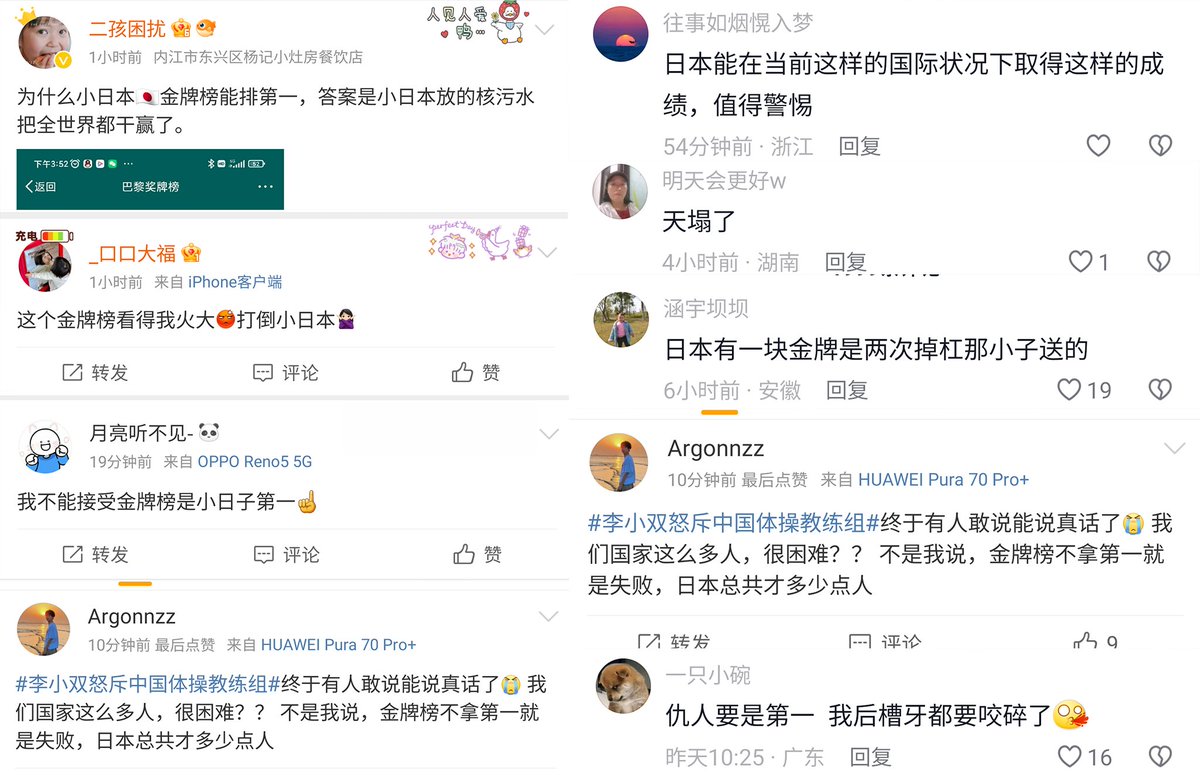 二孩困扰
人见人爱
鸭…
1小时前 内江市东兴区杨记小灶房餐饮店
为什么小日本🇯🇵金牌榜能排第一，答案是小日本放的核污水
把全世界都干赢了。
下午3:52
返回 巴黎奖牌榜 ···
充电
_口口大福
perfect Day
1小时前 来自 iPhone客户端
这个金牌榜看得我火大😡打倒小日本🙅🏻‍♀️
转发 评论 赞
月亮听不见-🐼
19分钟前 来自 OPPO Reno5 5G
我不能接受金牌榜是小日子第一☝️
转发 评论 赞
Argonnzz
10分钟前 最后点赞 来自 HUAWEI Pura 70 Pro+
#李小双怒斥中国体操教练组#终于有人敢说能说真话了😭 我
们国家这么多人，很困难？？ 不是我说，金牌榜不拿第一就
是失败，日本总共才多少点人
往事如烟愰入梦
日本能在当前这样的国际状况下取得这样的成
绩，值得警惕
54分钟前 · 浙江 回复
明天会更好w
天塌了
4小时前 · 湖南 回复 1
涵宇坝坝
日本有一块金牌是两次掉杠那小子送的
6小时前 · 安徽 回复 19
Argonnzz
10分钟前 最后点赞 来自 HUAWEI Pura 70 Pro+
#李小双怒斥中国体操教练组#终于有人敢说能说真话了😭 我
们国家这么多人，很困难？？ 不是我说，金牌榜不拿第一就
是失败，日本总共才多少点人
转发 评论 9
一只小碗
仇人要是第一 我后槽牙都要咬碎了
昨天10:25 · 广东 回复 16